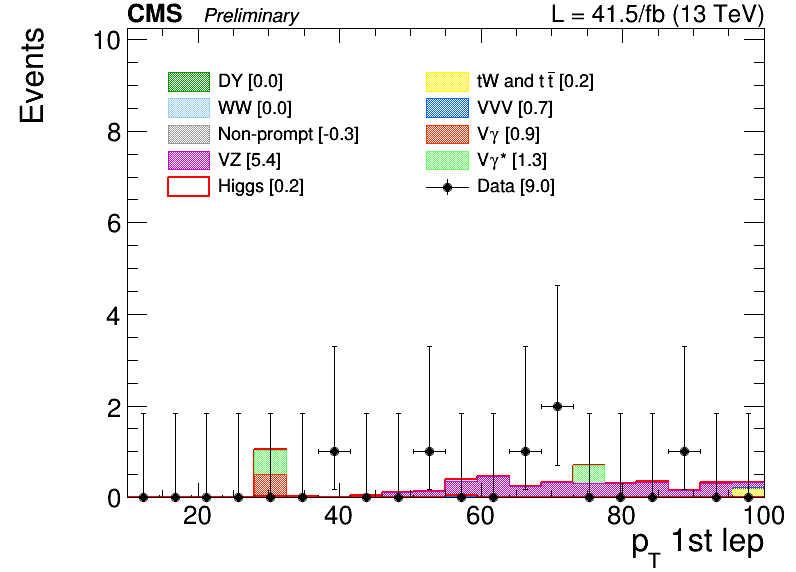 CMS Preliminary L = 41.5/fb (13 TeV)
Events
10
8
6
4
2
0
DY [0.0]
WW [0.0]
Non-prompt [-0.3]
VZ [5.4]
Higgs [0.2]
tW and tt̅ [0.2]
VVV [0.7]
Vγ [0.9]
Vγ* [1.3]
Data [9.0]
20 40 60 80 100
p_T 1st lep